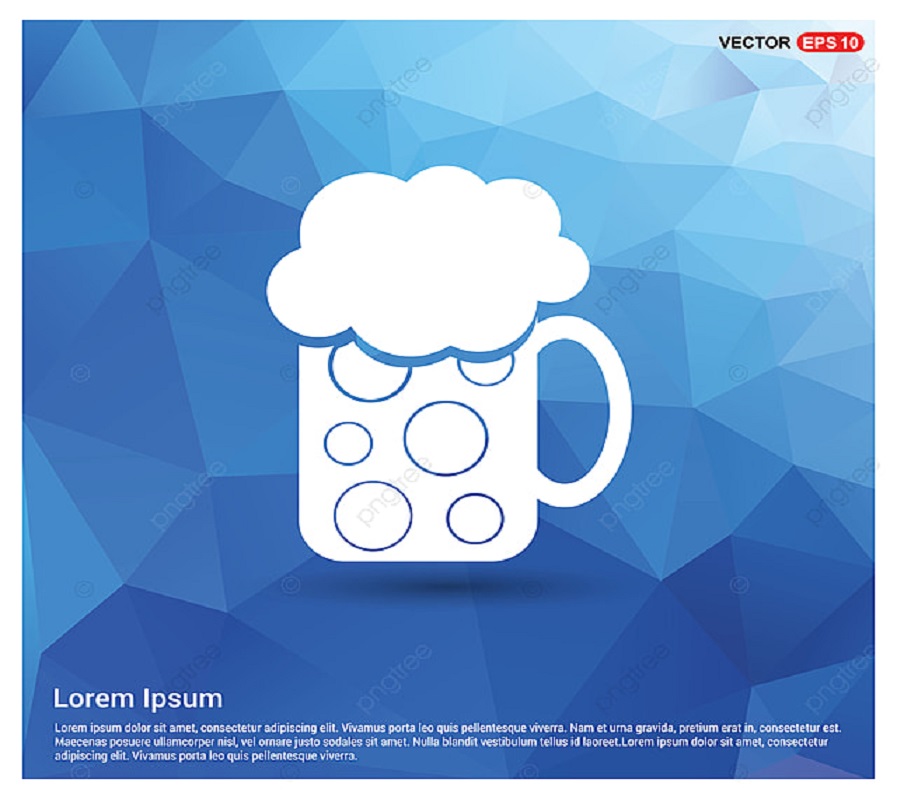 VECTOR EPS 10
Lorem Ipsum
Lorem ipsum dolor sit amet, consectetur adipiscing elit. Vivamus porta leo quis pellentesque viverra. Nam et urna gravida, pretium erat in, consectetur est.
Maecenas posuere ullamcorper nisl, vel ornare justo sodales sit amet. Nulla blandit vestibulum tellus id laoreet.Lorem ipsum dolor sit amet, consectetur
adipiscing elit. Vivamus porta leo quis pellentesque viverra.
pngtree